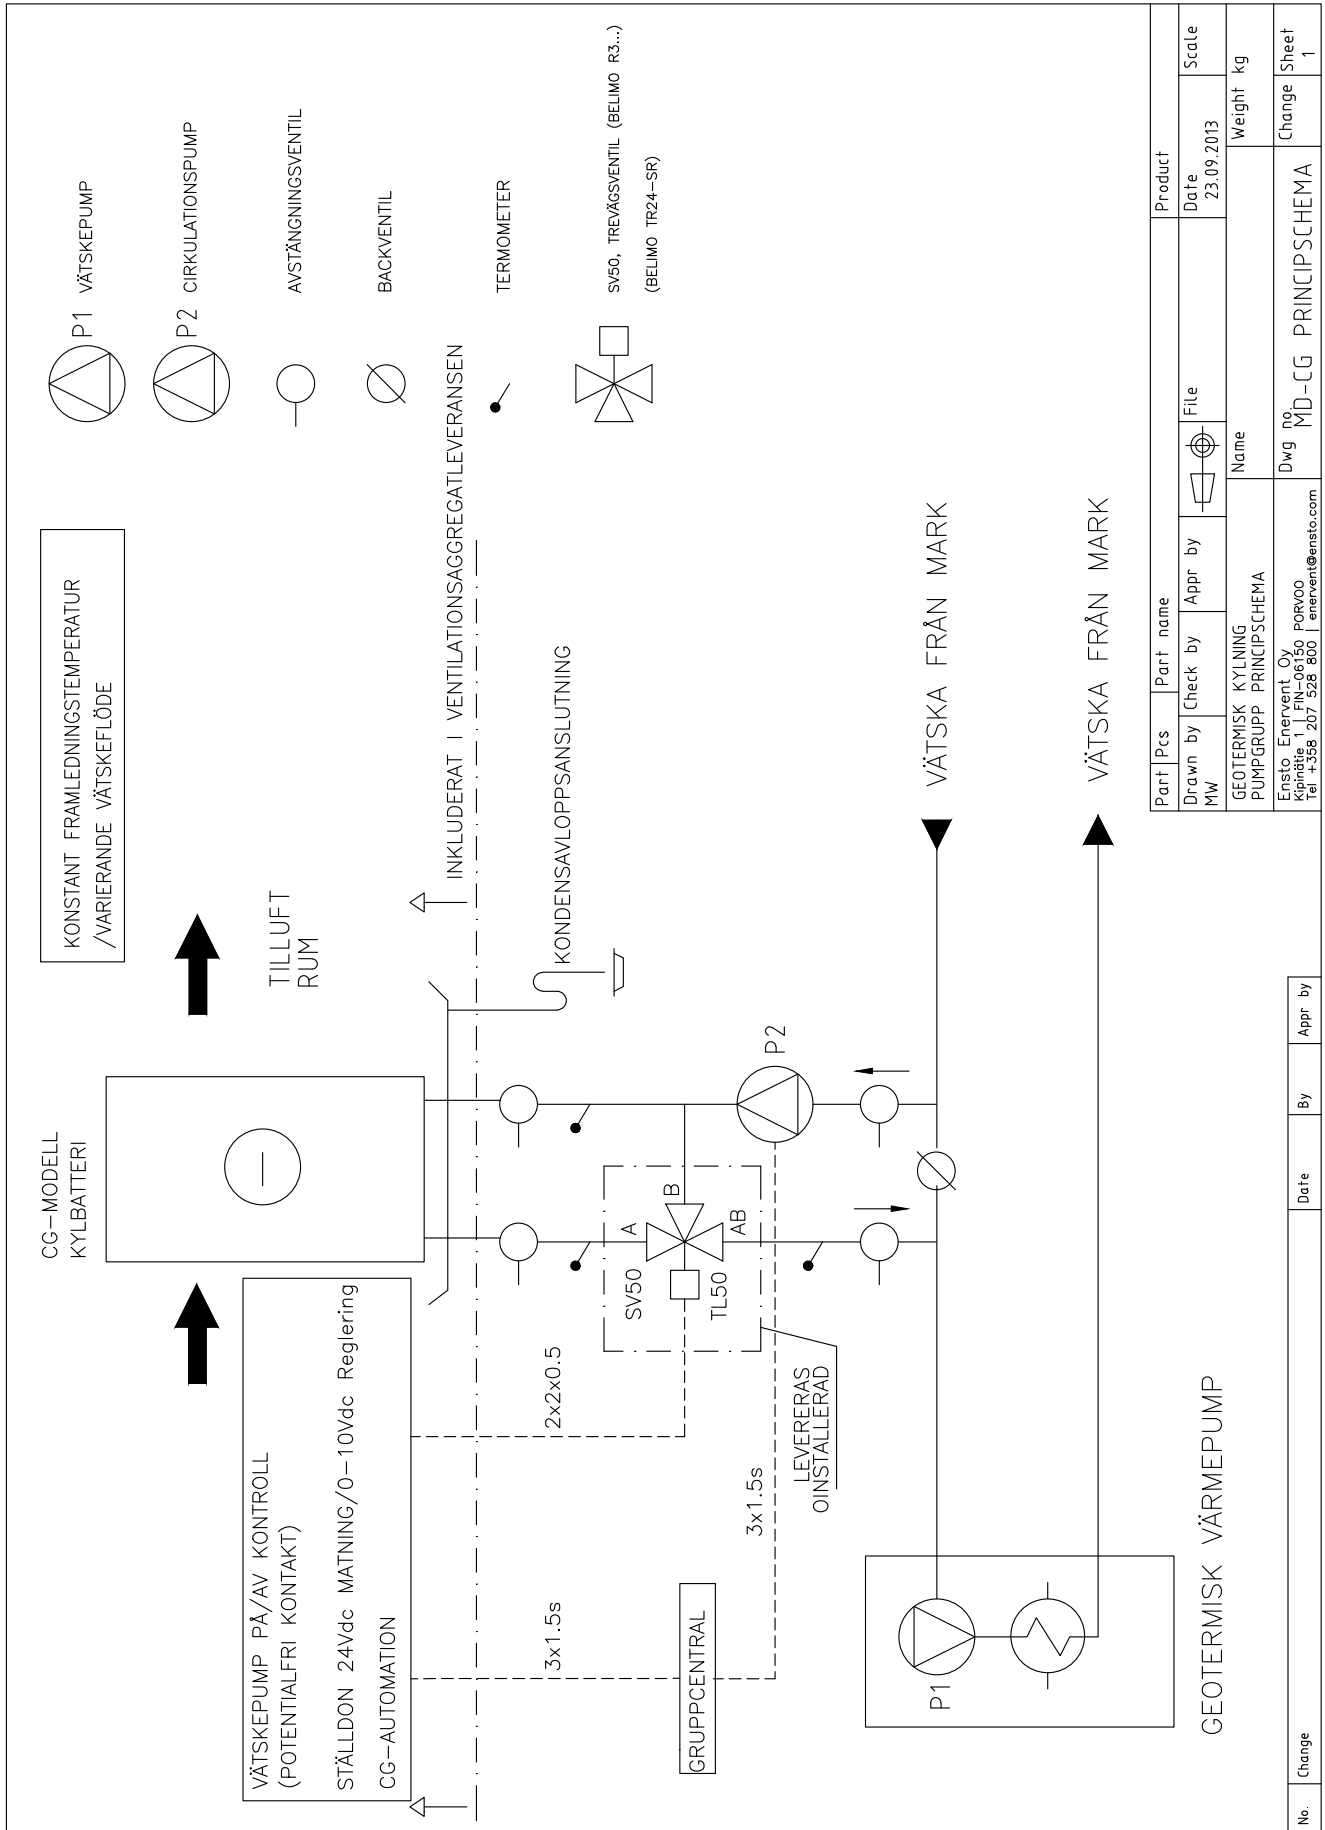 CG-MODELL
KYLBATTERI
KONSTANT FRAMLEDNINGSTEMPERATUR
/VARIERANDE VÄTSKEFLÖDE
P1 VÄTSKEPUMP
P2 CIRKULATIONSPUMP
AVSTÄNGNINGSVENTIL
BACKVENTIL
TERMOMETER
SV50, TREVÄGSVENTIL (BELIMO R3...)
(BELIMO TR24-SR)
TILLUFT
RUM
VÄTSKEPUMP PÅ/AV KONTROLL
(POTENTIALFRI KONTAKT)
STÄLLDON 24Vdc MATNING/0-10Vdc Reglering
CG-AUTOMATION
INKLUDERAT I VENTILATIONSAGGREGATLEVERANSEN
KONDENSAVLOPPSANSLUTNING
3x1.5s
2x2x0.5
SV50
A
B
AB
TL50
P2
GRUPPCENTRAL
3x1.5s
LEVERERAS
OINSTALLERAD
P1
VÄTSKA FRÅN MARK
VÄTSKA FRÅN MARK
GEOTERMISK VÄRMEPUMP
Part Pcs Part name Product
Drawn by Check by Appr by File Date Scale
MW 23.09.2013
GEOTERMISK KYLNING
PUMPGRUPP PRINCIPSCHEMA
Name Weight kg
Ensto Enervent Oy
Kipinätie 1 | FIN-06150 PORVOO
Tel +358 207 528 800 | enervent@ensto.com
Dwg no.
MD-CG PRINCIPSCHEMA
Change Sheet
1
No. Change Date By Appr by